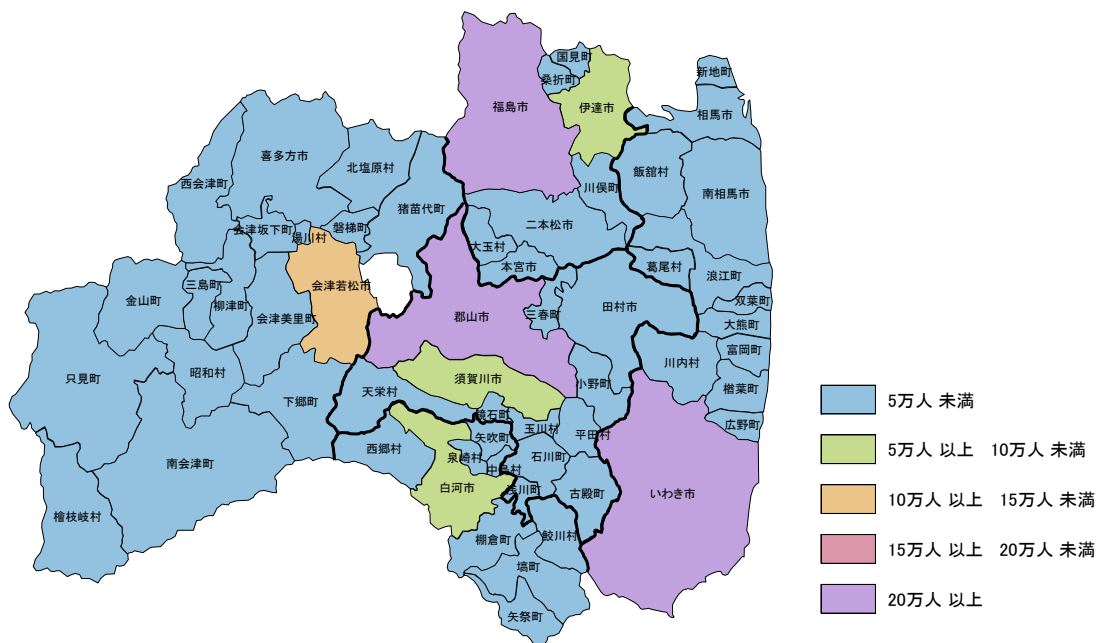 国見町
桑折町
新地町
福島市
伊達市
相馬市
喜多方市
北塩原村
飯舘村
西会津町
川俣町
南相馬市
猪苗代町
会津坂下町
湯川村
磐梯町
二本松市
大玉村
本宮市
葛尾村
浪江町
三島町
会津若松市
金山町
柳津町
双葉町
会津美里町
郡山市
三春町
田村市
大熊町
富岡町
川内村
只見町
昭和村
須賀川市
小野町
楢葉町
下郷町
天栄村
鏡石町
玉川村
平田村
広野町
矢吹町
西郷村
泉崎村
中島村
石川町
南会津町
白河市
浅川町
古殿町
いわき市
檜枝岐村
棚倉町
鮫川村
塙町
矢祭町
5万人 未満
5万人 以上 10万人 未満
10万人 以上 15万人 未満
15万人 以上 20万人 未満
20万人 以上